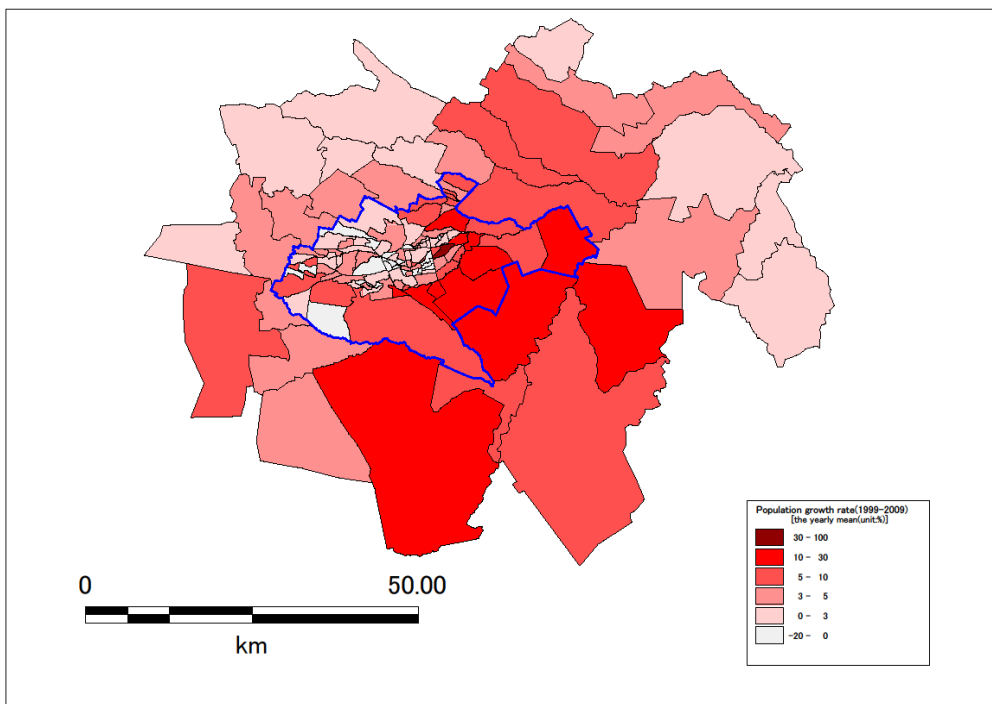 0 50.00
km
Population growth rate(1999-2009)
[the yearly mean(unit:%)]
30 - 100
10 - 30
5 - 10
3 - 5
0 - 3
-20 - 0